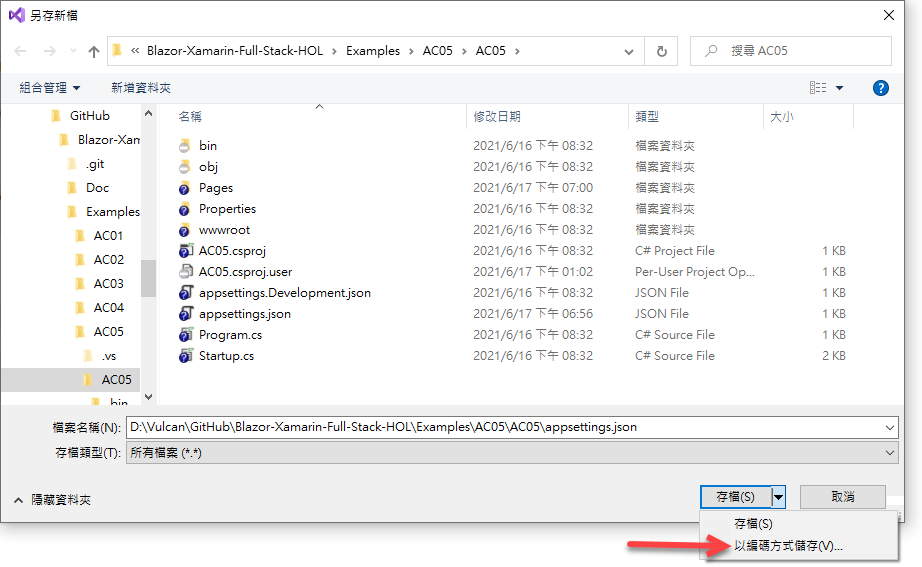 另存新檔
« Blazor-Xamarin-Full-Stack-HOL › Examples › AC05 › AC05 ›
搜尋 AC05
組合管理 新增資料夾
GitHub
Blazor-Xam
.git
Doc
Examples
AC01
AC02
AC03
AC04
AC05
.vs
AC05
bin
名稱 修改日期 類型 大小
bin 2021/6/16 下午 08:32 檔案資料夾
obj 2021/6/16 下午 08:32 檔案資料夾
Pages 2021/6/17 下午 07:00 檔案資料夾
Properties 2021/6/16 下午 08:32 檔案資料夾
wwwroot 2021/6/16 下午 08:32 檔案資料夾
AC05.csproj 2021/6/16 下午 08:32 C# Project File 1 KB
AC05.csproj.user 2021/6/17 下午 01:02 Per-User Project Op... 1 KB
appsettings.Development.json 2021/6/16 下午 08:32 JSON File 1 KB
appsettings.json 2021/6/17 下午 06:56 JSON File 1 KB
Program.cs 2021/6/16 下午 08:32 C# Source File 1 KB
Startup.cs 2021/6/16 下午 08:32 C# Source File 2 KB
檔案名稱(N): D:\Vulcan\GitHub\Blazor-Xamarin-Full-Stack-HOL\Examples\AC05\AC05\appsettings.json
存檔類型(T): 所有檔案 (*.*)
隱藏資料夾
存檔(S) 取消
存檔(S)
以編碼方式儲存(V)...